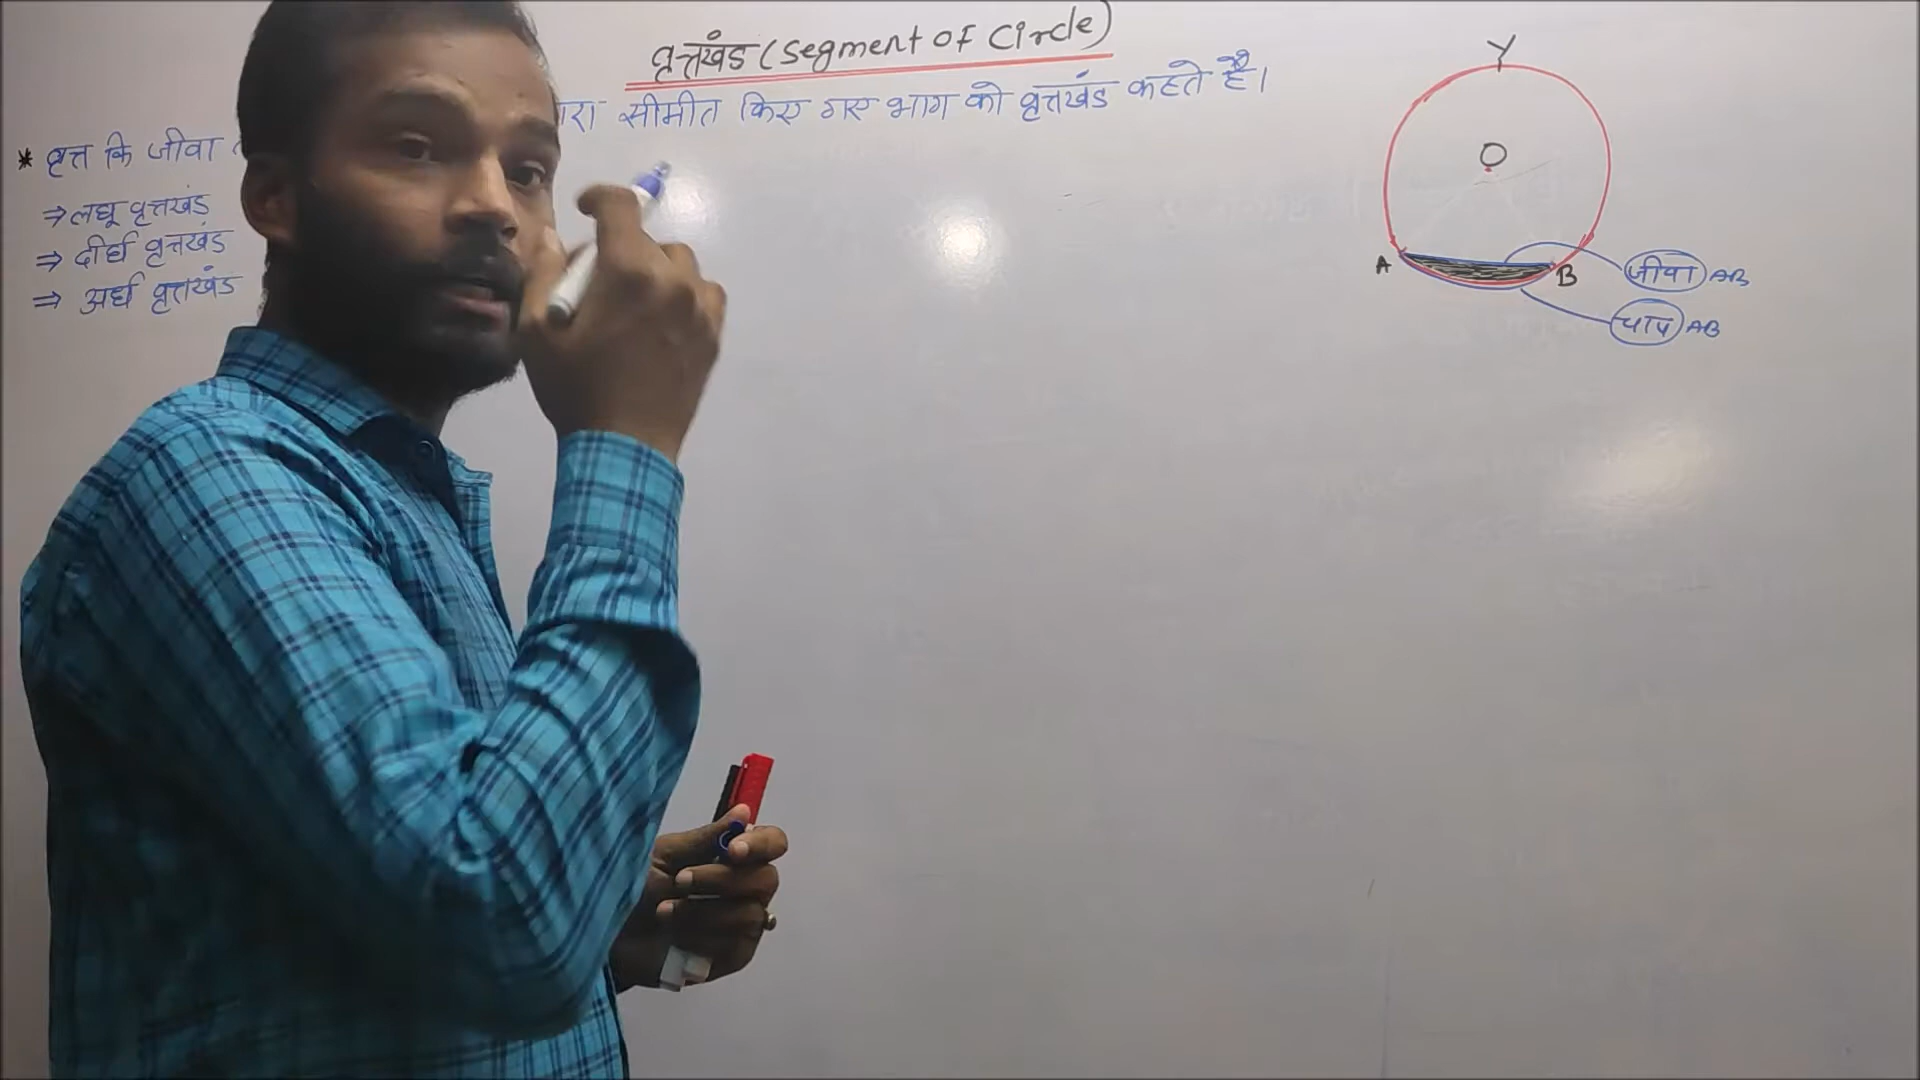 वृत्तखंड (segment of circle)
* वृत्त कि जीवा रा सीमीत किए गए भाग को वृत्तखंड कहते है।
⇒ लघू वृत्तखंड
⇒ दीर्घ वृत्तखंड
⇒ अर्ध वृत्तखंड
Y
O
A
B
जीवा AB
चाप AB